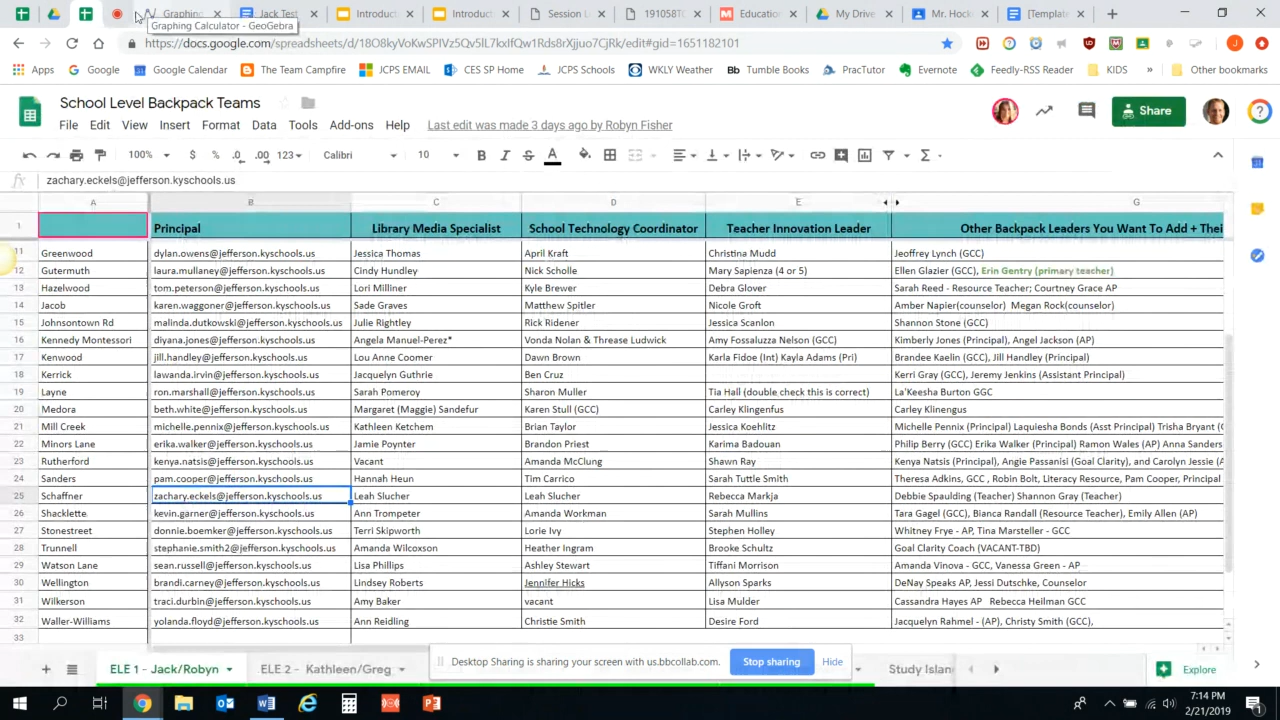 Graphing
Jack Test
Introduct
Introduct
Session L
191058
Education
My Drive
Ms. Hock
[Templat
Graphing Calculator - GeoGebra
https://docs.google.com/spreadsheets/d/18O8kyVoKwSPIVz5Qv5lL7kxlfQw1Rds8rXjjuo7CjRk/edit#gid=1651182101
Apps
Google
Google Calendar
The Team Campfire
JCPS EMAIL
CES SP Home
JCPS Schools
WKLY Weather
Bb Tumble Books
PracTutor
Evernote
Feedly-RSS Reader
KIDS
»
Other bookmarks
School Level Backpack Teams
Share
File Edit View Insert Format Data Tools Add-ons Help Last edit was made 3 days ago by Robyn Fisher
100% $ % .0 .00 123 Calibri 10 B I S A
fx zachary.eckels@jefferson.kyschools.us
A B C D E G
1 Principal Library Media Specialist School Technology Coordinator Teacher Innovation Leader Other Backpack Leaders You Want To Add + Thei
11 Greenwood dylan.owens@jefferson.kyschools.us Jessica Thomas April Kraft Christina Mudd Jeoffrey Lynch (GCC)
12 Gutermuth laura.mullaney@jefferson.kyschools.us Cindy Hundley Nick Scholle Mary Sapienza (4 or 5) Ellen Glazier (GCC), Erin Gentry (primary teacher)
13 Hazelwood tom.peterson@jefferson.kyschools.us Lori Milliner Kyle Brewer Debra Glover Sarah Reed - Resource Teacher; Courtney Grace AP
14 Jacob karen.waggoner@jefferson.kyschools.us Sade Graves Matthew Spitler Nicole Groft Amber Napier(counselor) Megan Rock(counselor)
15 Johnsontown Rd malinda.dutkowski@jefferson.kyschools.us Julie Rightley Rick Ridener Jessica Scanlon Shannon Stone (GCC)
16 Kennedy Montessori diyana.jones@jefferson.kyschools.us Angela Manuel-Perez* Vonda Nolan & Threase Ludwick Amy Fossaluzza Nelson (GCC) Kimberly Jones (Principal), Angel Jackson (AP)
17 Kenwood jill.handley@jefferson.kyschools.us Lou Anne Coomer Dawn Brown Karla Fidoe (Int) Kayla Adams (Pri) Brandee Kaelin (GCC), Jill Handley (Principal)
18 Kerrick lawanda.irvin@jefferson.kyschools.us Jacquelyn Guthrie Ben Cruz Kerri Gray (GCC), Jeremy Jenkins (Assistant Principal)
19 Layne ron.marshall@jefferson.kyschools.us Sarah Pomeroy Sharon Muller Tia Hall (double check this is correct) La'Keesha Burton GGC
20 Medora beth.white@jefferson.kyschools.us Margaret (Maggie) Sandefur Karen Stull (GCC) Carley Klingenfus Carley Klinengus
21 Mill Creek michelle.pennix@jefferson.kyschools.us Kathleen Ketchem Brian Taylor Jessica Koehlitz Michelle Pennix (Principal) Laquiesha Bonds (Asst Principal) Trisha Bryant (
22 Minors Lane erika.walker@jefferson.kyschools.us Jamie Poynter Brandon Priest Karima Badouan Philip Berry (GCC) Erika Walker (Principal) Ramon Wales (AP) Anna Sanders
23 Rutherford kenya.natsis@jefferson.kyschools.us Vacant Amanda McClung Shawn Ray Kenya Natsis (Principal), Angie Passanisi (Goal Clarity), and Carolyn Jessie (A
24 Sanders pam.cooper@jefferson.kyschools.us Hannah Heun Tim Carrico Sarah Tuttle Smith Theresa Adkins, GCC , Robin Bolt, Literacy Resource, Pam Cooper, Principal
25 Schaffner zachary.eckels@jefferson.kyschools.us Leah Slucher Leah Slucher Rebecca Markja Debbie Spaulding (Teacher) Shannon Gray (Teacher)
26 Shacklette kevin.garner@jefferson.kyschools.us Ann Trompeter Amanda Workman Sarah Mullins Tara Gagel (GCC), Bianca Randall (Resource Teacher), Emily Allen (AP)
27 Stonestreet donnie.boemker@jefferson.kyschools.us Terri Skipworth Lorie Ivy Stephen Holley Whitney Free - AP, Tina Marsteller - GCC
28 Trunnell stephanie.smith2@jefferson.kyschools.us Amanda Wilcoxson Heather Ingram Brooke Schultz Goal Clarity Coach (VACANT-TBD)
29 Watson Lane sean.russell@jefferson.kyschools.us Lisa Phillips Ashley Stewart Tiffani Morrison Amanda Vinova - GCC, Vanessa Green - AP
30 Wellington brandi.carney@jefferson.kyschools.us Lindsey Roberts Jennifer Hicks Allyson Sparks DeNay Speaks AP, Jessi Dutschke, Counselor
31 Wilkerson traci.durbin@jefferson.kyschools.us Amy Baker vacant Lisa Mulder Cassandra Hayes AP Rebecca Heilman GCC
32 Waller-Williams yolanda.floyd@jefferson.kyschools.us Ann Reidling Christie Smith Desire Ford Jacquelyn Rahmel - (AP), Christy Smith (GCC),
33
ELE 1 - Jack/Robyn
ELE 2 - Kathleen/Greg
Desktop Sharing is sharing your screen with us.bbcollab.com.
Stop sharing
Hide
Study Islan
Explore
7:14 PM
2/21/2019